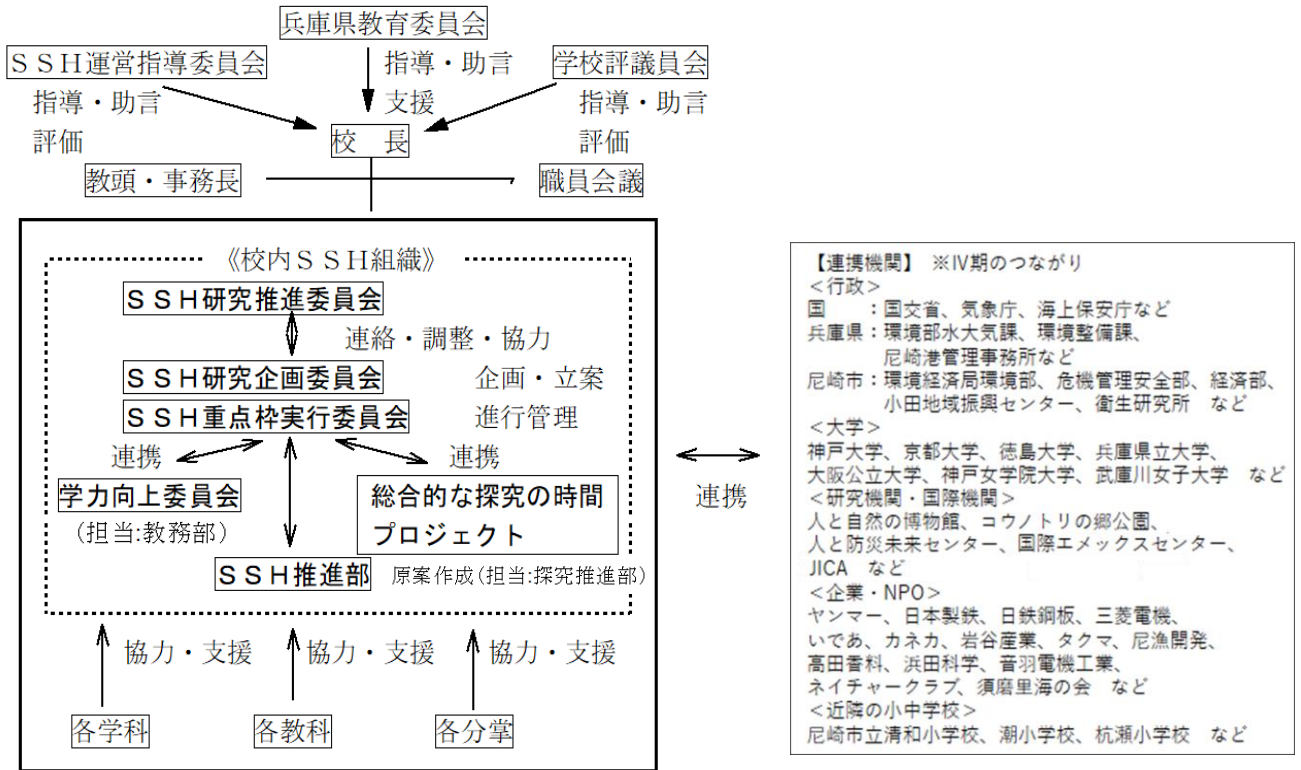 兵庫県教育委員会
ＳＳＨ運営指導委員会
指導・助言
学校評議員会
指導・助言
支援
指導・助言
評価
校　長
評価
教頭・事務長
職員会議
《校内ＳＳＨ組織》
ＳＳＨ研究推進委員会
連絡・調整・協力
ＳＳＨ研究企画委員会
企画・立案
ＳＳＨ重点枠実行委員会
進行管理
連携
連携
学力向上委員会
(担当:教務部)
総合的な探究の時間
プロジェクト
ＳＳＨ推進部
原案作成(担当:探究推進部)
協力・支援
協力・支援
協力・支援
各学科
各教科
各分掌
連携
【連携機関】 ※Ⅳ期のつながり
＜行政＞
国　　：国交省、気象庁、海上保安庁など
兵庫県：環境部水大気課、環境整備課、
尼崎港管理事務所など
尼崎市：環境経済局環境部、危機管理安全部、経済部、
小田地域振興センター、衛生研究所　など
＜大学＞
神戸大学、京都大学、徳島大学、兵庫県立大学、
大阪公立大学、神戸女学院大学、武庫川女子大学　など
＜研究機関・国際機関＞
人と自然の博物館、コウノトリの郷公園、
人と防災未来センター、国際エメックスセンター、
JICA　など
＜企業・NPO＞
ヤンマー、日本製鉄、日鉄鋼板、三菱電機、
いであ、カネカ、岩谷産業、タクマ、尼漁開発、
高田香料、浜田科学、音羽電機工業、
ネイチャークラブ、須磨里海の会　など
＜近隣の小中学校＞
尼崎市立清和小学校、潮小学校、杭瀬小学校　など